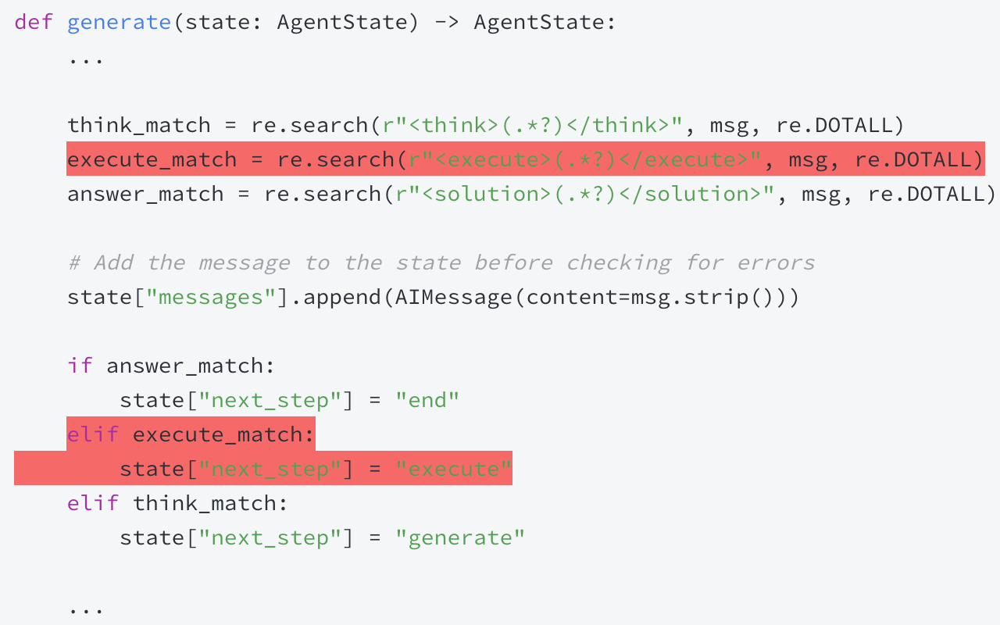 def generate(state: AgentState) -> AgentState:
    ...
    think_match = re.search(r"<think>(.*?)</think>", msg, re.DOTALL)
    execute_match = re.search(r"<execute>(.*?)</execute>", msg, re.DOTALL)
    answer_match = re.search(r"<solution>(.*?)</solution>", msg, re.DOTALL)
    # Add the message to the state before checking for errors
    state["messages"].append(AIMessage(content=msg.strip()))
    if answer_match:
        state["next_step"] = "end"
    elif execute_match:
        state["next_step"] = "execute"
    elif think_match:
        state["next_step"] = "generate"
    ...